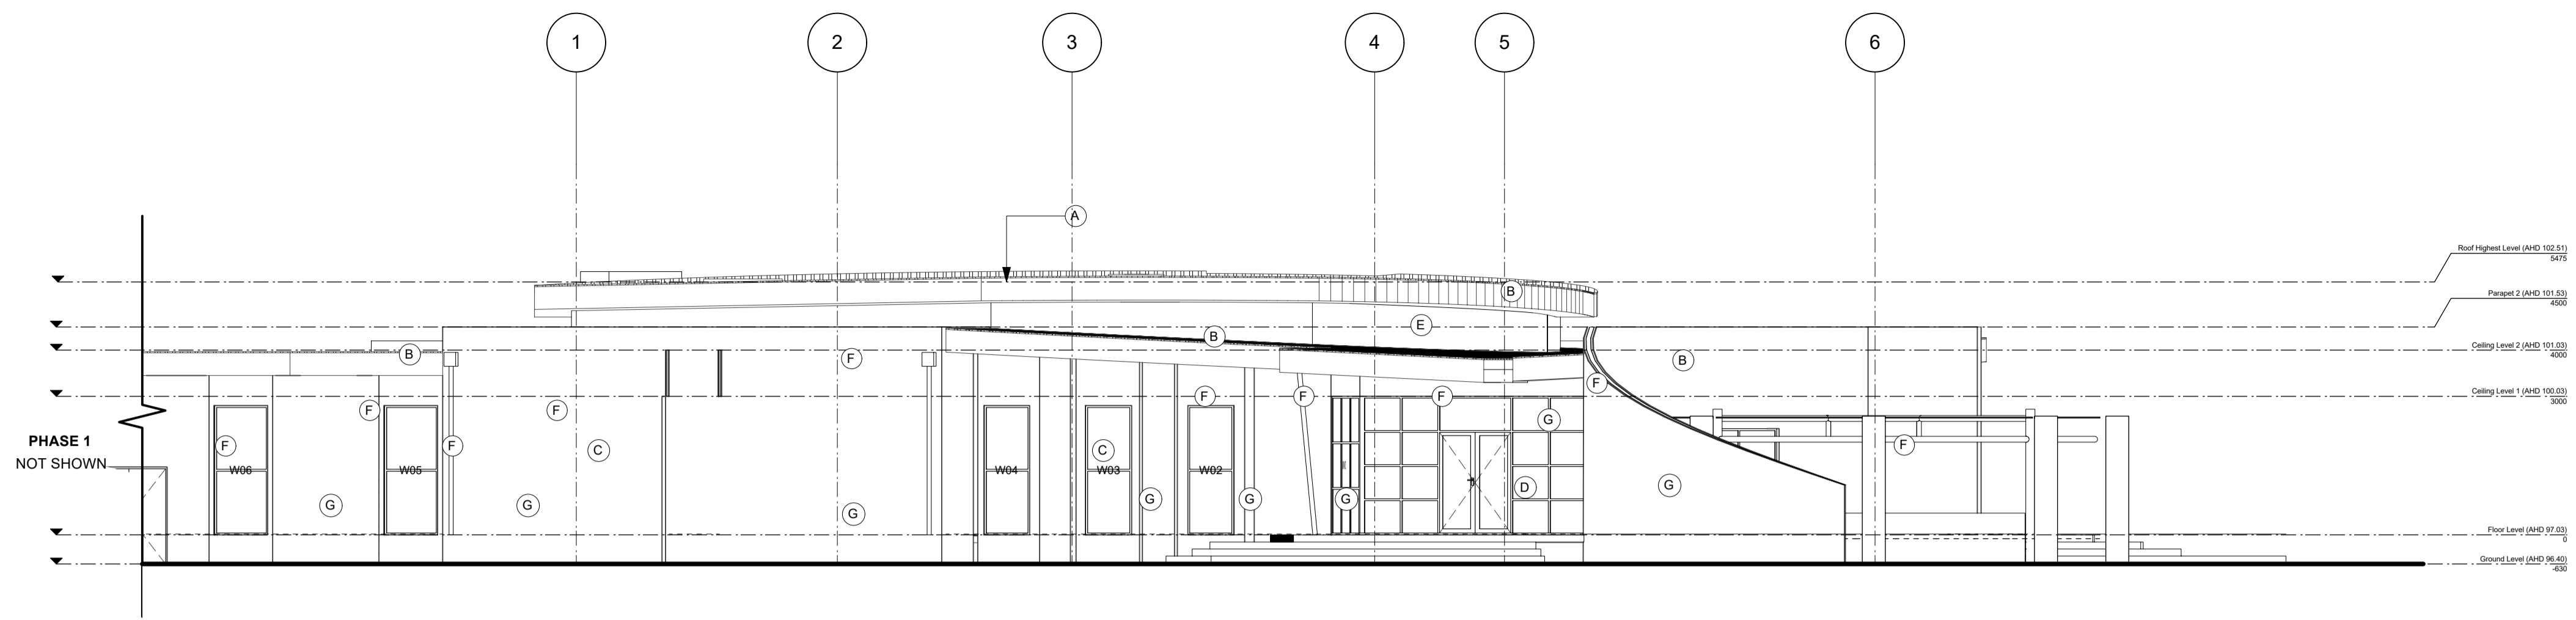 1 2 3 4 5 6
A
Roof Highest Level (AHD 102.51)
5475
B
Parapet 2 (AHD 101.53)
4500
E
B
Ceiling Level 2 (AHD 101.03)
4000
B F B
F
Ceiling Level 1 (AHD 100.03)
3000
F F F
F F
G
PHASE 1
NOT SHOWN
F F C C F
W06 W05 W04 W03 W02
D G
G G G G G
G
Floor Level (AHD 97.03)
0
Ground Level (AHD 96.40)
-630